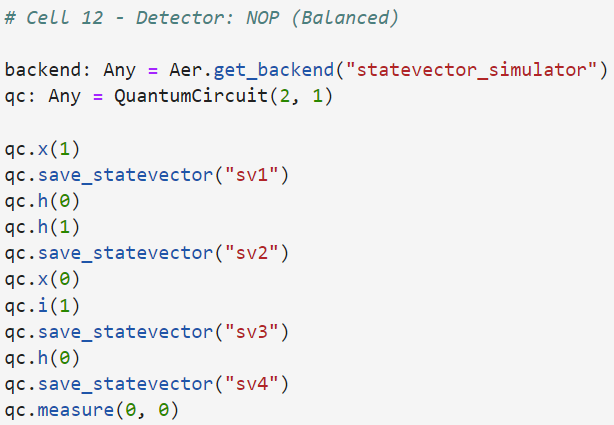 # Cell 12 - Detector: NOP (Balanced)
backend: Any = Aer.get_backend("statevector_simulator")
qc: Any = QuantumCircuit(2, 1)
qc.x(1)
qc.save_statevector("sv1")
qc.h(0)
qc.h(1)
qc.save_statevector("sv2")
qc.x(0)
qc.i(1)
qc.save_statevector("sv3")
qc.h(0)
qc.save_statevector("sv4")
qc.measure(0, 0)